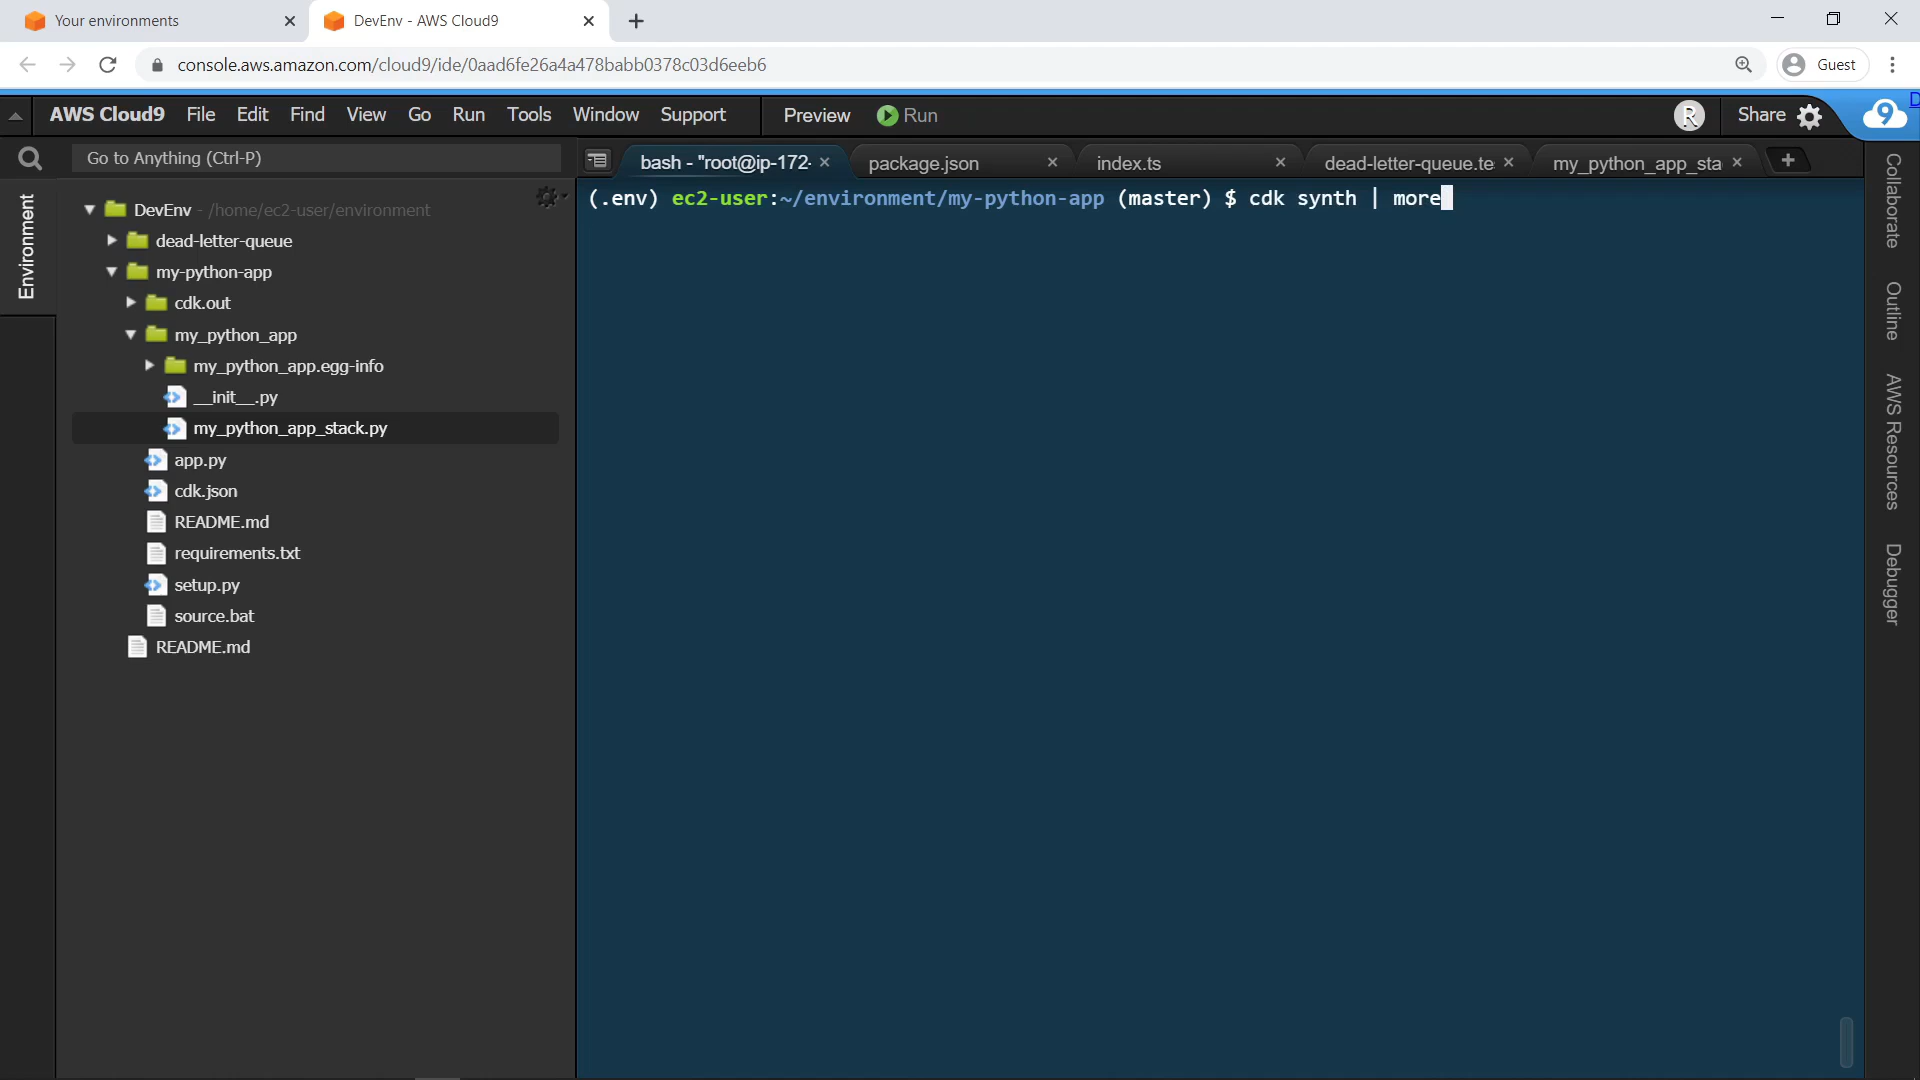 Your environments
DevEnv - AWS Cloud9
console.aws.amazon.com/cloud9/ide/0aad6fe26a4a478babb0378c03d6eeb6
Guest
AWS Cloud9 File Edit Find View Go Run Tools Window Support Preview Run
R Share 9 D
Go to Anything (Ctrl-P)
bash - "root@ip-172-
package.json
index.ts
dead-letter-queue.te
my_python_app_sta
Environment
DevEnv - /home/ec2-user/environment
dead-letter-queue
my-python-app
cdk.out
my_python_app
my_python_app.egg-info
__init__.py
my_python_app_stack.py
app.py
cdk.json
README.md
requirements.txt
setup.py
source.bat
README.md
(.env) ec2-user:~/environment/my-python-app (master) $ cdk synth | more
Collaborate
Outline
AWS Resources
Debugger